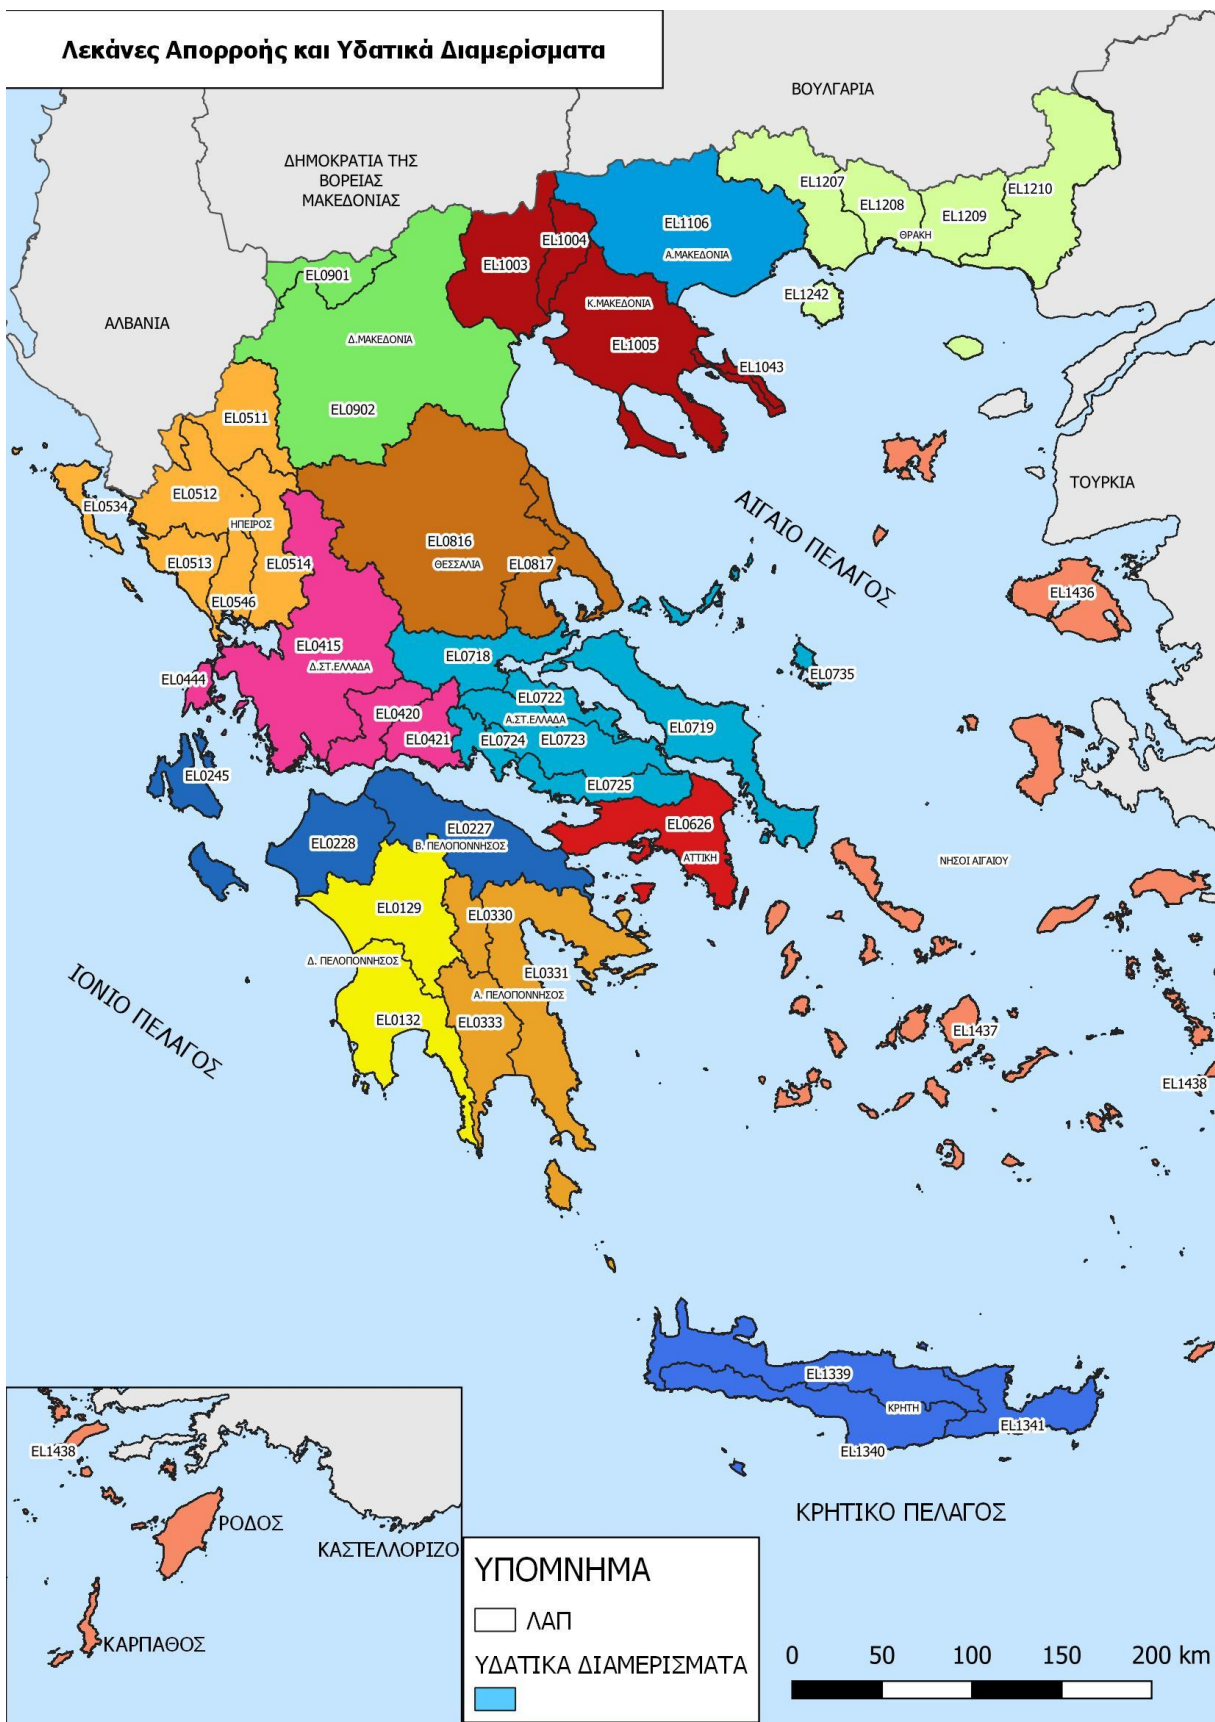 Λεκάνες Απορροής και Υδατικά Διαμερίσματα
ΒΟΥΛΓΑΡΙΑ
ΔΗΜΟΚΡΑΤΙΑ ΤΗΣ
ΒΟΡΕΙΑΣ
ΜΑΚΕΔΟΝΙΑΣ
EL1207
EL1210
EL1208
EL1209
ΘΡΑΚΗ
EL1106
Α.ΜΑΚΕΔΟΝΙΑ
EL1004
EL1003
EL0901
EL1242
Κ.ΜΑΚΕΔΟΝΙΑ
ΑΛΒΑΝΙΑ
Δ.ΜΑΚΕΔΟΝΙΑ
EL1005
EL1043
EL0902
EL0511
ΤΟΥΡΚΙΑ
EL0512
EL0534
ΑΙΓΑΙΟ ΠΕΛΑΓΟΣ
ΗΠΕΙΡΟΣ
EL0816
EL0513
EL0514
ΘΕΣΣΑΛΙΑ
EL0817
EL1436
EL0546
EL0415
EL0718
Δ.ΣΤ.ΕΛΛΑΔΑ
EL0444
EL0735
EL0722
EL0420
Α.ΣΤ.ΕΛΛΑΔΑ
EL0719
EL0421
EL0724
EL0723
EL0245
EL0725
EL0626
EL0227
EL0228
Β. ΠΕΛΟΠΟΝΝΗΣΟΣ
ΑΤΤΙΚΗ
ΝΗΣΟΙ ΑΙΓΑΙΟΥ
EL0129
EL0330
Δ. ΠΕΛΟΠΟΝΝΗΣΟΣ
EL0331
ΙΟΝΙΟ ΠΕΛΑΓΟΣ
Α. ΠΕΛΟΠΟΝΝΗΣΟΣ
EL0132
EL0333
EL1437
EL1438
EL1339
ΚΡΗΤΗ
EL1341
EL1340
ΚΡΗΤΙΚΟ ΠΕΛΑΓΟΣ
EL1438
ΡΟΔΟΣ
ΚΑΣΤΕΛΛΟΡΙΖΟ
ΚΑΡΠΑΘΟΣ
ΥΠΟΜΝΗΜΑ
ΛΑΠ
ΥΔΑΤΙΚΑ ΔΙΑΜΕΡΙΣΜΑΤΑ
0 50 100 150 200 km